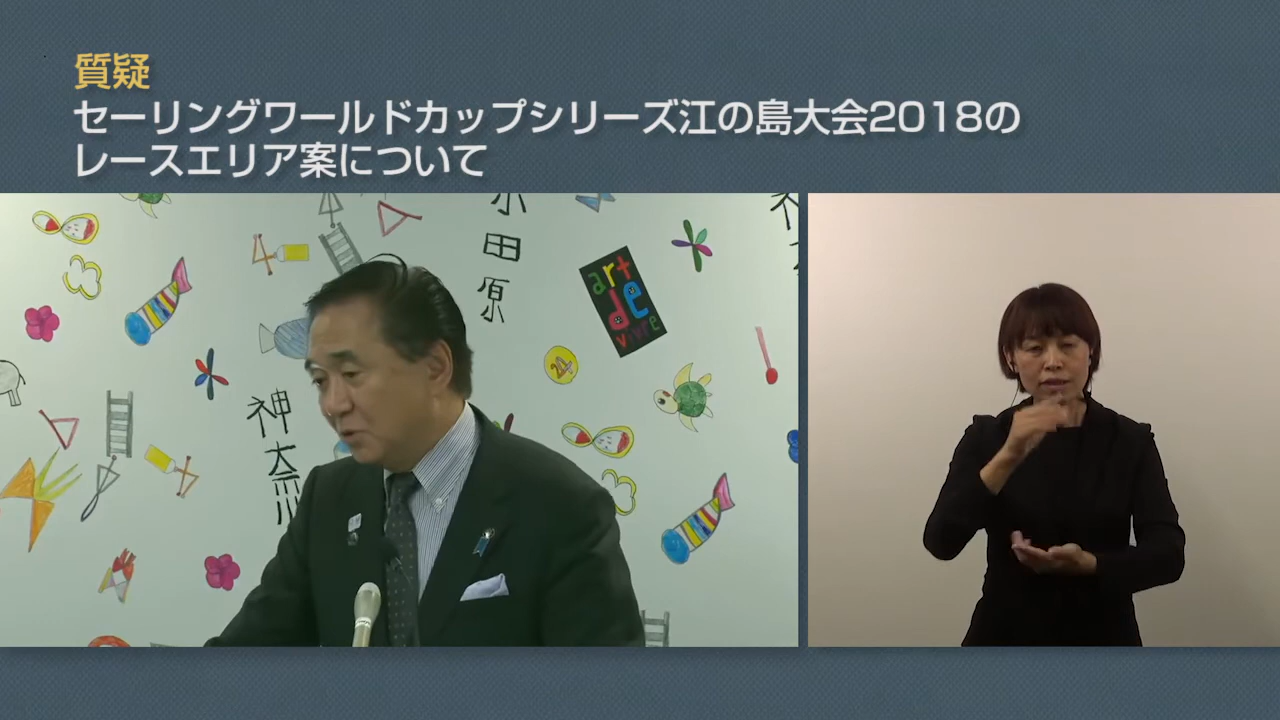 質疑
セーリングワールドカップシリーズ江の島大会2018の
レースエリア案について
小田原
art
de
vivre
神奈川